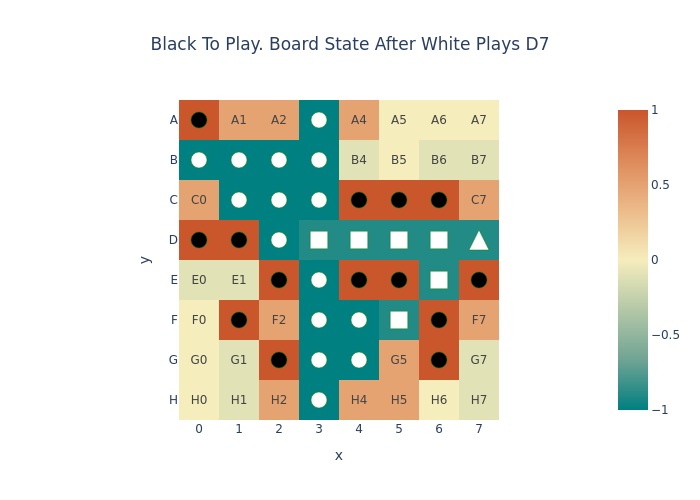 Black To Play. Board State After White Plays D7
A A1 A2 A4 A5 A6 A7
B B4 B5 B6 B7
C C0 C7
D
E E0 E1
F F0 F2 F7
G G0 G1 G5 G7
H H0 H1 H2 H4 H5 H6 H7
0 1 2 3 4 5 6 7
x
y
1
0.5
0
−0.5
−1